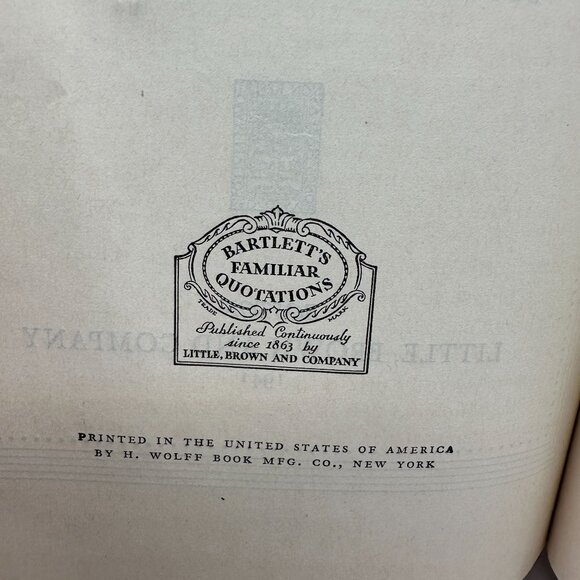 BARTLETT'S
FAMILIAR
QUOTATIONS
TRADE MARK
Published Continuously
since 1863 by
LITTLE, BROWN AND COMPANY
PRINTED IN THE UNITED STATES OF AMERICA
BY H. WOLFF BOOK MFG. CO., NEW YORK